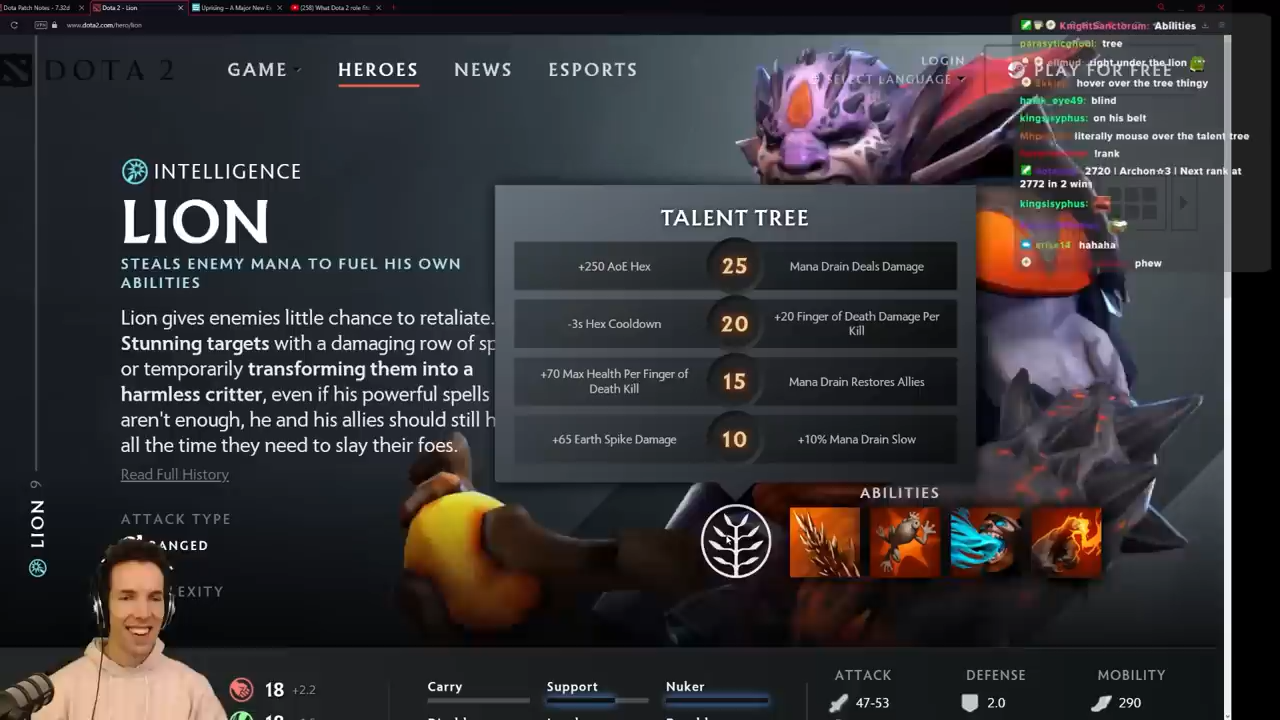 Dota Patch Notes - 7.32d
Dota 2 - Lion
Uprising – A Major New E
(258) What Dota 2 role fit
www.dota2.com/hero/lion
DOTA 2
GAME
HEROES
NEWS
ESPORTS
LOGIN
SELECT LANGUAGE
PLAY FOR FREE
KnightSanctorum: Abilities
parasyticghoul: tree
right under the lion
hover over the tree thingy
blind
kingsisyphus: on his belt
literally mouse over the talent tree
!rank
2720 | Archon☆3 | Next rank at
2772 in 2 wins
kingsisyphus:
hahaha
phew
INTELLIGENCE
LION
STEALS ENEMY MANA TO FUEL HIS OWN
ABILITIES
Lion gives enemies little chance to retaliate.
Stunning targets with a damaging row of sp
or temporarily transforming them into a
harmless critter, even if his powerful spells
aren't enough, he and his allies should still h
all the time they need to slay their foes.
Read Full History
ATTACK TYPE
RANGED
EXITY
LION 9
TALENT TREE
+250 AoE Hex
25
Mana Drain Deals Damage
-3s Hex Cooldown
20
+20 Finger of Death Damage Per
Kill
+70 Max Health Per Finger of
Death Kill
15
Mana Drain Restores Allies
+65 Earth Spike Damage
10
+10% Mana Drain Slow
ABILITIES
18 +2.2
Carry
Support
Nuker
ATTACK
47-53
DEFENSE
2.0
MOBILITY
290